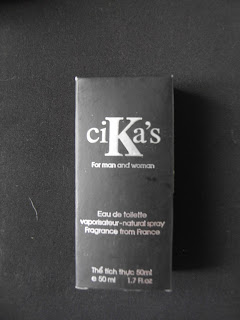 ciKa's
For man and woman
Eau de toilette
vaporisateur-natural spray
Fragrance from France
Thể tích thực 50ml
e 50 ml 1.7 Fl.oz